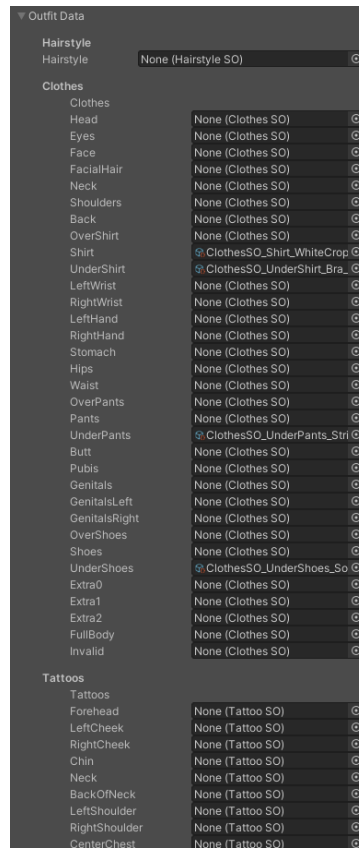 Outfit Data
Hairstyle
Hairstyle None (Hairstyle SO)
Clothes
Clothes
Head None (Clothes SO)
Eyes None (Clothes SO)
Face None (Clothes SO)
FacialHair None (Clothes SO)
Neck None (Clothes SO)
Shoulders None (Clothes SO)
Back None (Clothes SO)
OverShirt None (Clothes SO)
Shirt ClothesSO_Shirt_WhiteCrop
UnderShirt ClothesSO_UnderShirt_Bra_
LeftWrist None (Clothes SO)
RightWrist None (Clothes SO)
LeftHand None (Clothes SO)
RightHand None (Clothes SO)
Stomach None (Clothes SO)
Hips None (Clothes SO)
Waist None (Clothes SO)
OverPants None (Clothes SO)
Pants None (Clothes SO)
UnderPants ClothesSO_UnderPants_Stri
Butt None (Clothes SO)
Pubis None (Clothes SO)
Genitals None (Clothes SO)
GenitalsLeft None (Clothes SO)
GenitalsRight None (Clothes SO)
OverShoes None (Clothes SO)
Shoes None (Clothes SO)
UnderShoes ClothesSO_UnderShoes_So
Extra0 None (Clothes SO)
Extra1 None (Clothes SO)
Extra2 None (Clothes SO)
FullBody None (Clothes SO)
Invalid None (Clothes SO)
Tattoos
Tattoos
Forehead None (Tattoo SO)
LeftCheek None (Tattoo SO)
RightCheek None (Tattoo SO)
Chin None (Tattoo SO)
Neck None (Tattoo SO)
BackOfNeck None (Tattoo SO)
LeftShoulder None (Tattoo SO)
RightShoulder None (Tattoo SO)
CenterChest None (Tattoo SO)